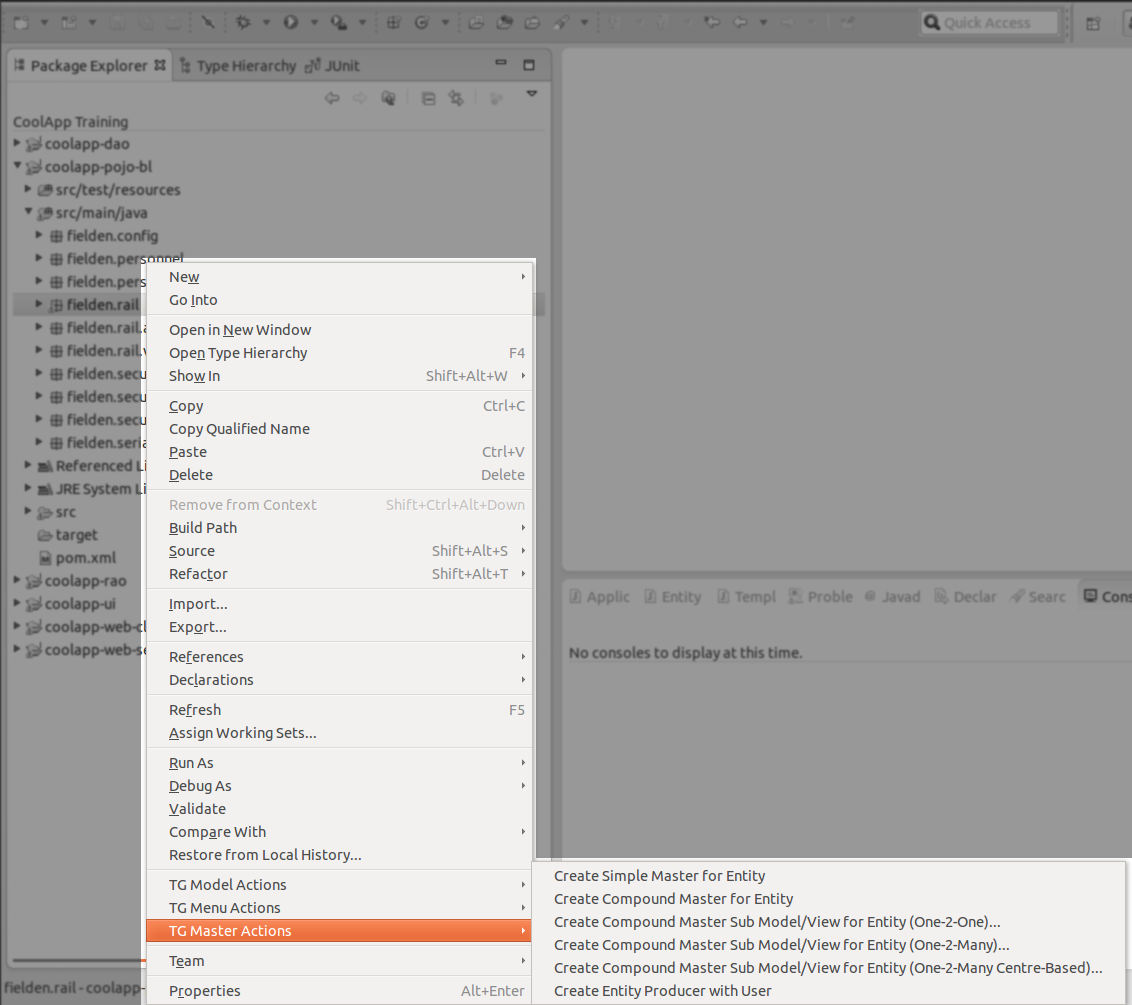 Quick Access
Package Explorer
Type Hierarchy
JUnit
CoolApp Training
coolapp-dao
coolapp-pojo-bl
src/test/resources
src/main/java
fielden.config
fielden.personnel
fielden.pers
fielden.rail
fielden.rail.
fielden.rail.
fielden.secu
fielden.secu
fielden.secu
fielden.seria
Referenced Li
JRE System Li
src
target
pom.xml
coolapp-rao
coolapp-ui
coolapp-web-cl
coolapp-web-se
New
Go Into
Open in New Window
Open Type Hierarchy F4
Show In Shift+Alt+W
Copy Ctrl+C
Copy Qualified Name
Paste Ctrl+V
Delete Delete
Remove from Context Shift+Ctrl+Alt+Down
Build Path
Source Shift+Alt+S
Refactor Shift+Alt+T
Import...
Export...
References
Declarations
Refresh F5
Assign Working Sets...
Run As
Debug As
Validate
Compare With
Restore from Local History...
TG Model Actions
TG Menu Actions
TG Master Actions
Team
Properties Alt+Enter
Create Simple Master for Entity
Create Compound Master for Entity
Create Compound Master Sub Model/View for Entity (One-2-One)...
Create Compound Master Sub Model/View for Entity (One-2-Many)...
Create Compound Master Sub Model/View for Entity (One-2-Many Centre-Based)...
Create Entity Producer with User
Applic
Entity
Templ
Proble
Javad
Declar
Searc
Cons
No consoles to display at this time.
fielden.rail - coolapp-